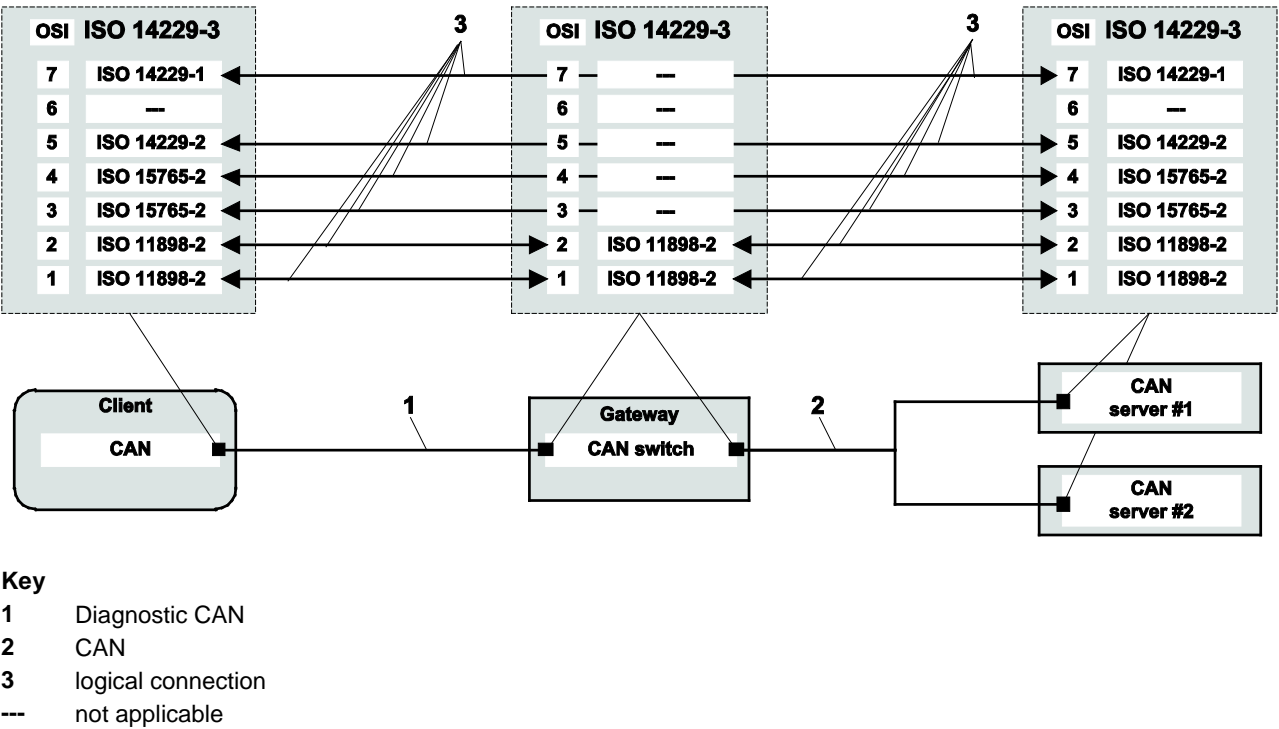 3 3
OSI ISO 14229-3 OSI ISO 14229-3 OSI ISO 14229-3
7 ISO 14229-1 7 --- 7 ISO 14229-1
6 --- 6 --- 6 ---
5 ISO 14229-2 5 --- 5 ISO 14229-2
4 ISO 15765-2 4 --- 4 ISO 15765-2
3 ISO 15765-2 3 --- 3 ISO 15765-2
2 ISO 11898-2 2 ISO 11898-2 2 ISO 11898-2
1 ISO 11898-2 1 ISO 11898-2 1 ISO 11898-2
Client
CAN
1
Gateway
CAN switch
2
CAN
server #1
CAN
server #2
Key
1 Diagnostic CAN
2 CAN
3 logical connection
--- not applicable